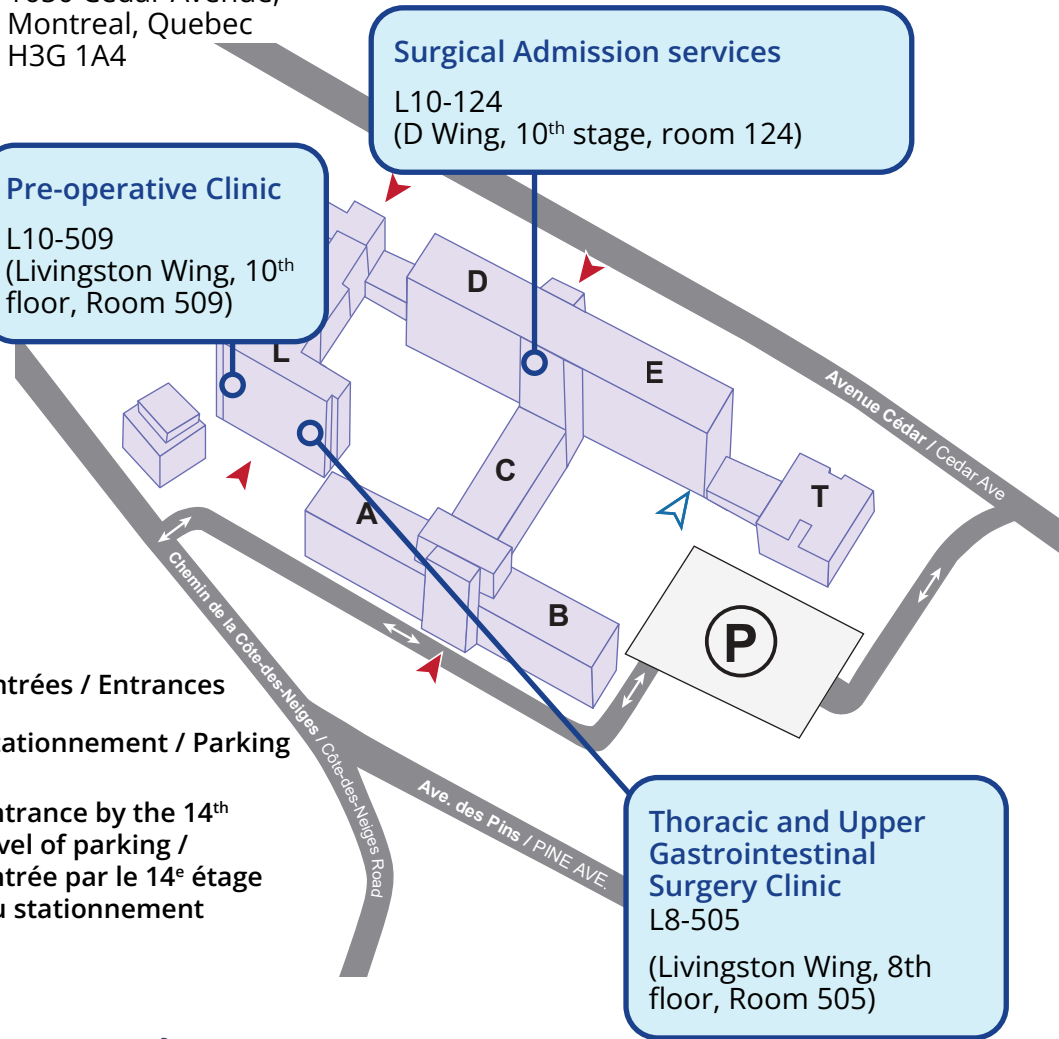 Montreal, Quebec
H3G 1A4
Surgical Admission services
L10-124
(D Wing, 10th stage, room 124)
Pre-operative Clinic
L10-509
(Livingston Wing, 10th
floor, Room 509)
D
E
L
C
T
A
B
P
Avenue Cédar / Cedar Ave
Chemin de la Côte-des-Neiges / Côte-des-Neiges Road
Ave. des Pins / PINE AVE.
ntrées / Entrances
tationnement / Parking
ntrance by the 14th
vel of parking /
ntrée par le 14e étage
u stationnement
Thoracic and Upper
Gastrointestinal
Surgery Clinic
L8-505
(Livingston Wing, 8th
floor, Room 505)